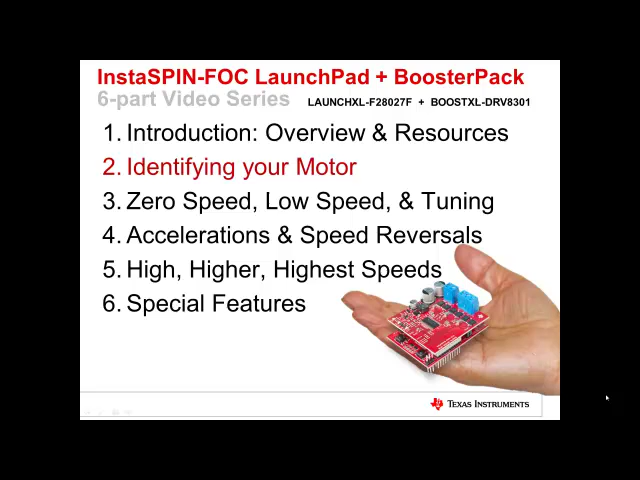 InstaSPIN-FOC LaunchPad + BoosterPack
6-part Video Series LAUNCHXL-F28027F + BOOSTXL-DRV8301
1. Introduction: Overview & Resources
2. Identifying your Motor
3. Zero Speed, Low Speed, & Tuning
4. Accelerations & Speed Reversals
5. High, Higher, Highest Speeds
6. Special Features
TEXAS INSTRUMENTS